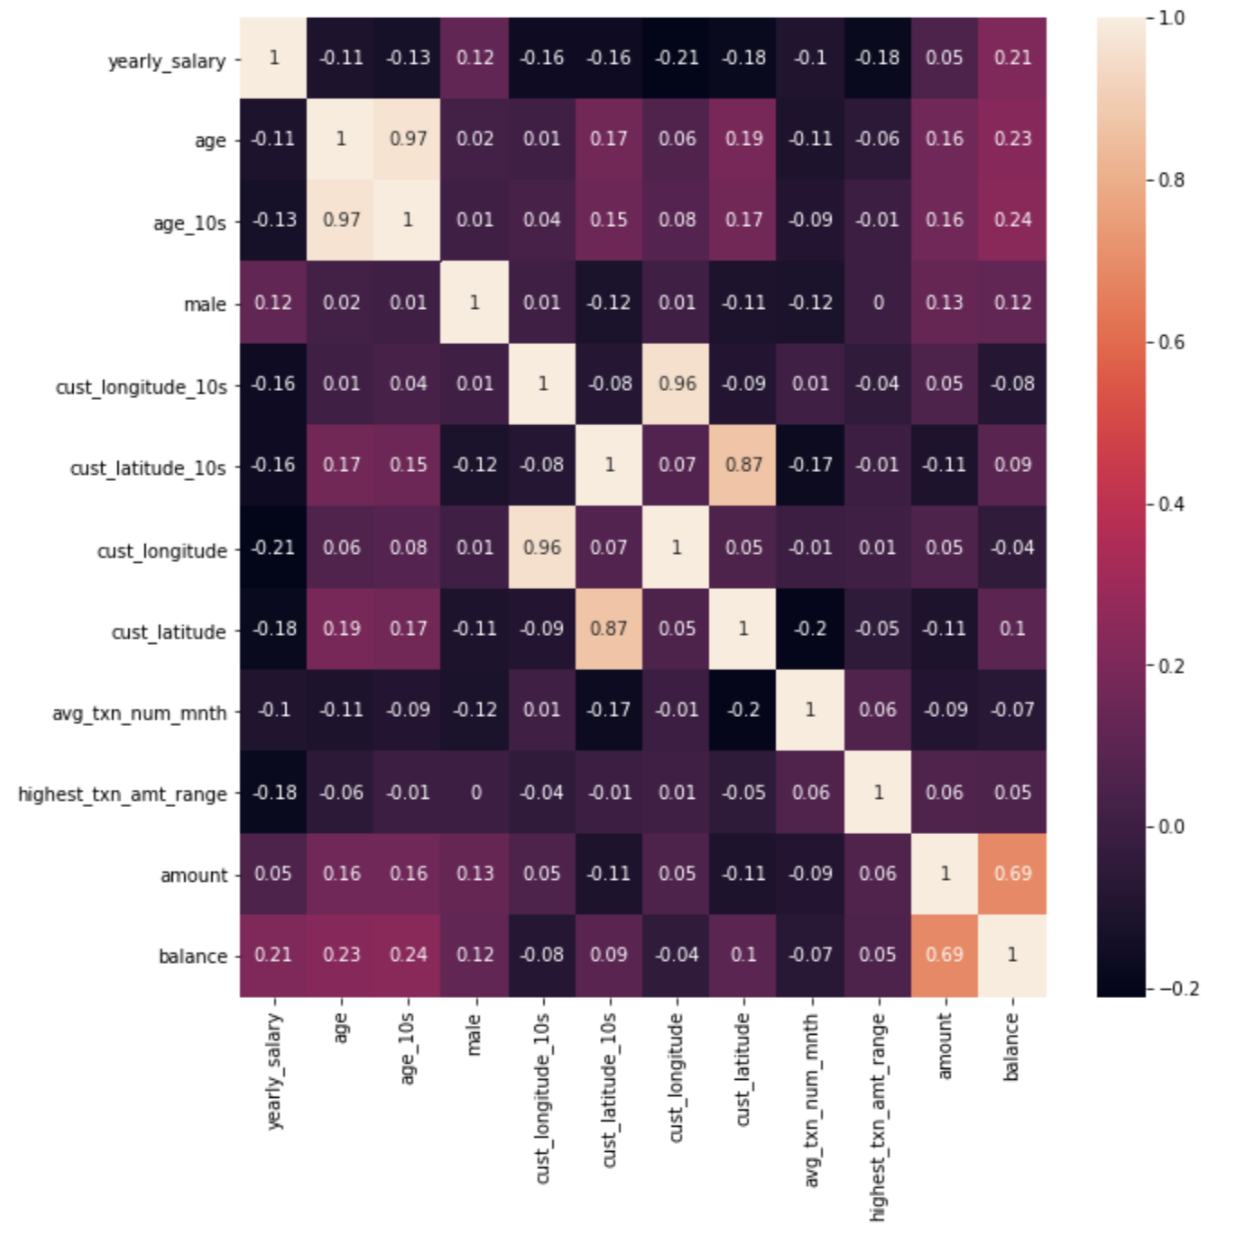 yearly_salary 1 -0.11 -0.13 0.12 -0.16 -0.16 -0.21 -0.18 -0.1 -0.18 0.05 0.21
age -0.11 1 0.97 0.02 0.01 0.17 0.06 0.19 -0.11 -0.06 0.16 0.23
age_10s -0.13 0.97 1 0.01 0.04 0.15 0.08 0.17 -0.09 -0.01 0.16 0.24
male 0.12 0.02 0.01 1 0.01 -0.12 0.01 -0.11 -0.12 0 0.13 0.12
cust_longitude_10s -0.16 0.01 0.04 0.01 1 -0.08 0.96 -0.09 0.01 -0.04 0.05 -0.08
cust_latitude_10s -0.16 0.17 0.15 -0.12 -0.08 1 0.07 0.87 -0.17 -0.01 -0.11 0.09
cust_longitude -0.21 0.06 0.08 0.01 0.96 0.07 1 0.05 -0.01 0.01 0.05 -0.04
cust_latitude -0.18 0.19 0.17 -0.11 -0.09 0.87 0.05 1 -0.2 -0.05 -0.11 0.1
avg_txn_num_mnth -0.1 -0.11 -0.09 -0.12 0.01 -0.17 -0.01 -0.2 1 0.06 -0.09 -0.07
highest_txn_amt_range -0.18 -0.06 -0.01 0 -0.04 -0.01 0.01 -0.05 0.06 1 0.06 0.05
amount 0.05 0.16 0.16 0.13 0.05 -0.11 0.05 -0.11 -0.09 0.06 1 0.69
balance 0.21 0.23 0.24 0.12 -0.08 0.09 -0.04 0.1 -0.07 0.05 0.69 1
yearly_salary
age
age_10s
male
cust_longitude_10s
cust_latitude_10s
cust_longitude
cust_latitude
avg_txn_num_mnth
highest_txn_amt_range
amount
balance
1.0
0.8
0.6
0.4
0.2
0.0
−0.2